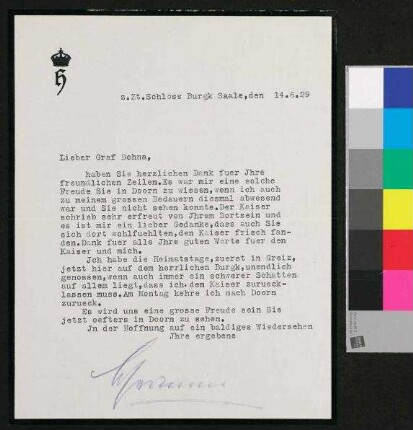 z.Zt.Schloss Burgk Saale,den 14.6.29
Lieber Graf Dohna,
haben Sie herzlichen Dank fuer Jhre
freundlichen Zeilen.Es war mir eine solche
Freude Sie in Doorn zu wissen,wenn ich auch
zu meinem grossen Bedauern diesmal abwesend
war und Sie nicht sehen konnte.Der Kaiser
schrieb sehr erfreut von Jhrem Dortsein und
es ist mir ein lieber Gedanke,dass auch Sie
sich dort wohlfuehlten,den Kaiser frisch fan-
den.Dank fuer alle Jhre guten Worte fuer den
Kaiser und mich.
Jch habe die Heimatstage,zuerst in Greiz,
jetzt hier auf dem herrlichen Burgk,unendlich
genossen,wenn auch immer ein schwerer Schatten
auf allem liegt,dass ich den Kaiser zurueck-
lassen muss.Am Montag kehre ich nach Doorn
zurueck.
Es wird uns eine grosse Freude sein Sie
jetzt oefters in Doorn zu sehen.
Jn der Hoffnung auf ein baldiges Wiedersehen
Jhre ergebene